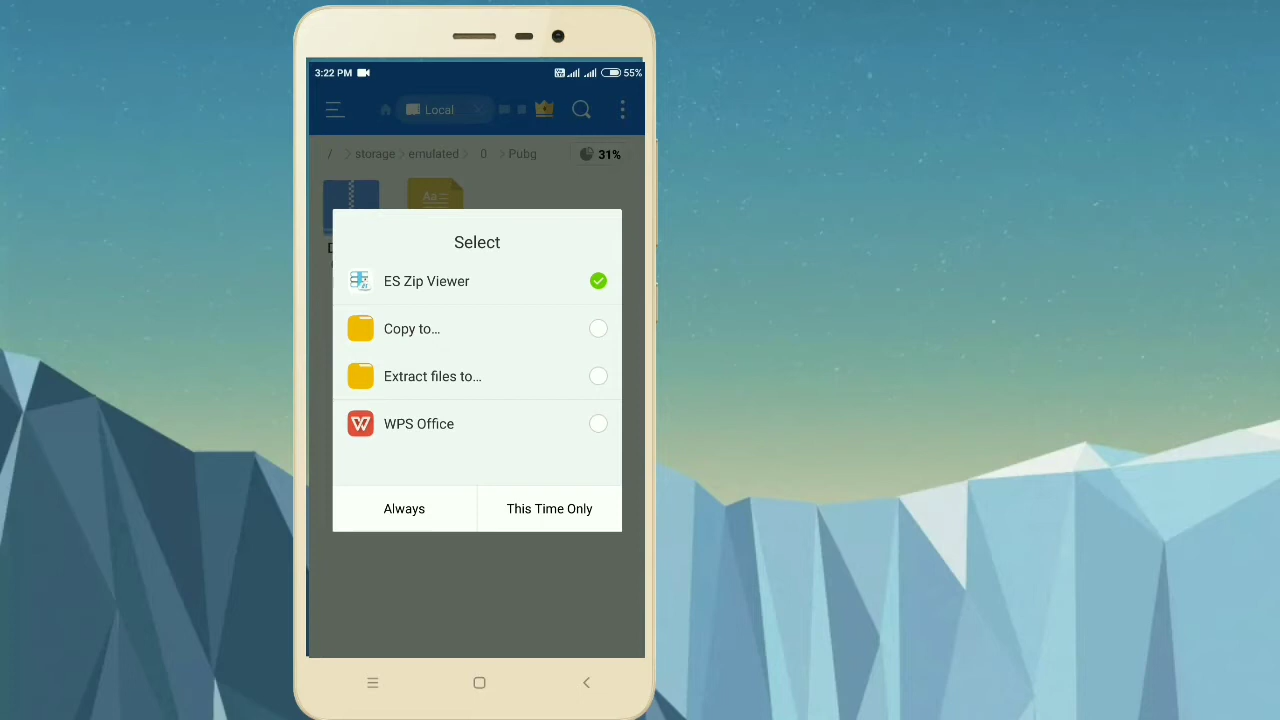 3:22 PM 55%
Local
/ storage emulated 0 Pubg 31%
Aa
Select
ES Zip Viewer
Copy to...
Extract files to...
WPS Office
Always This Time Only